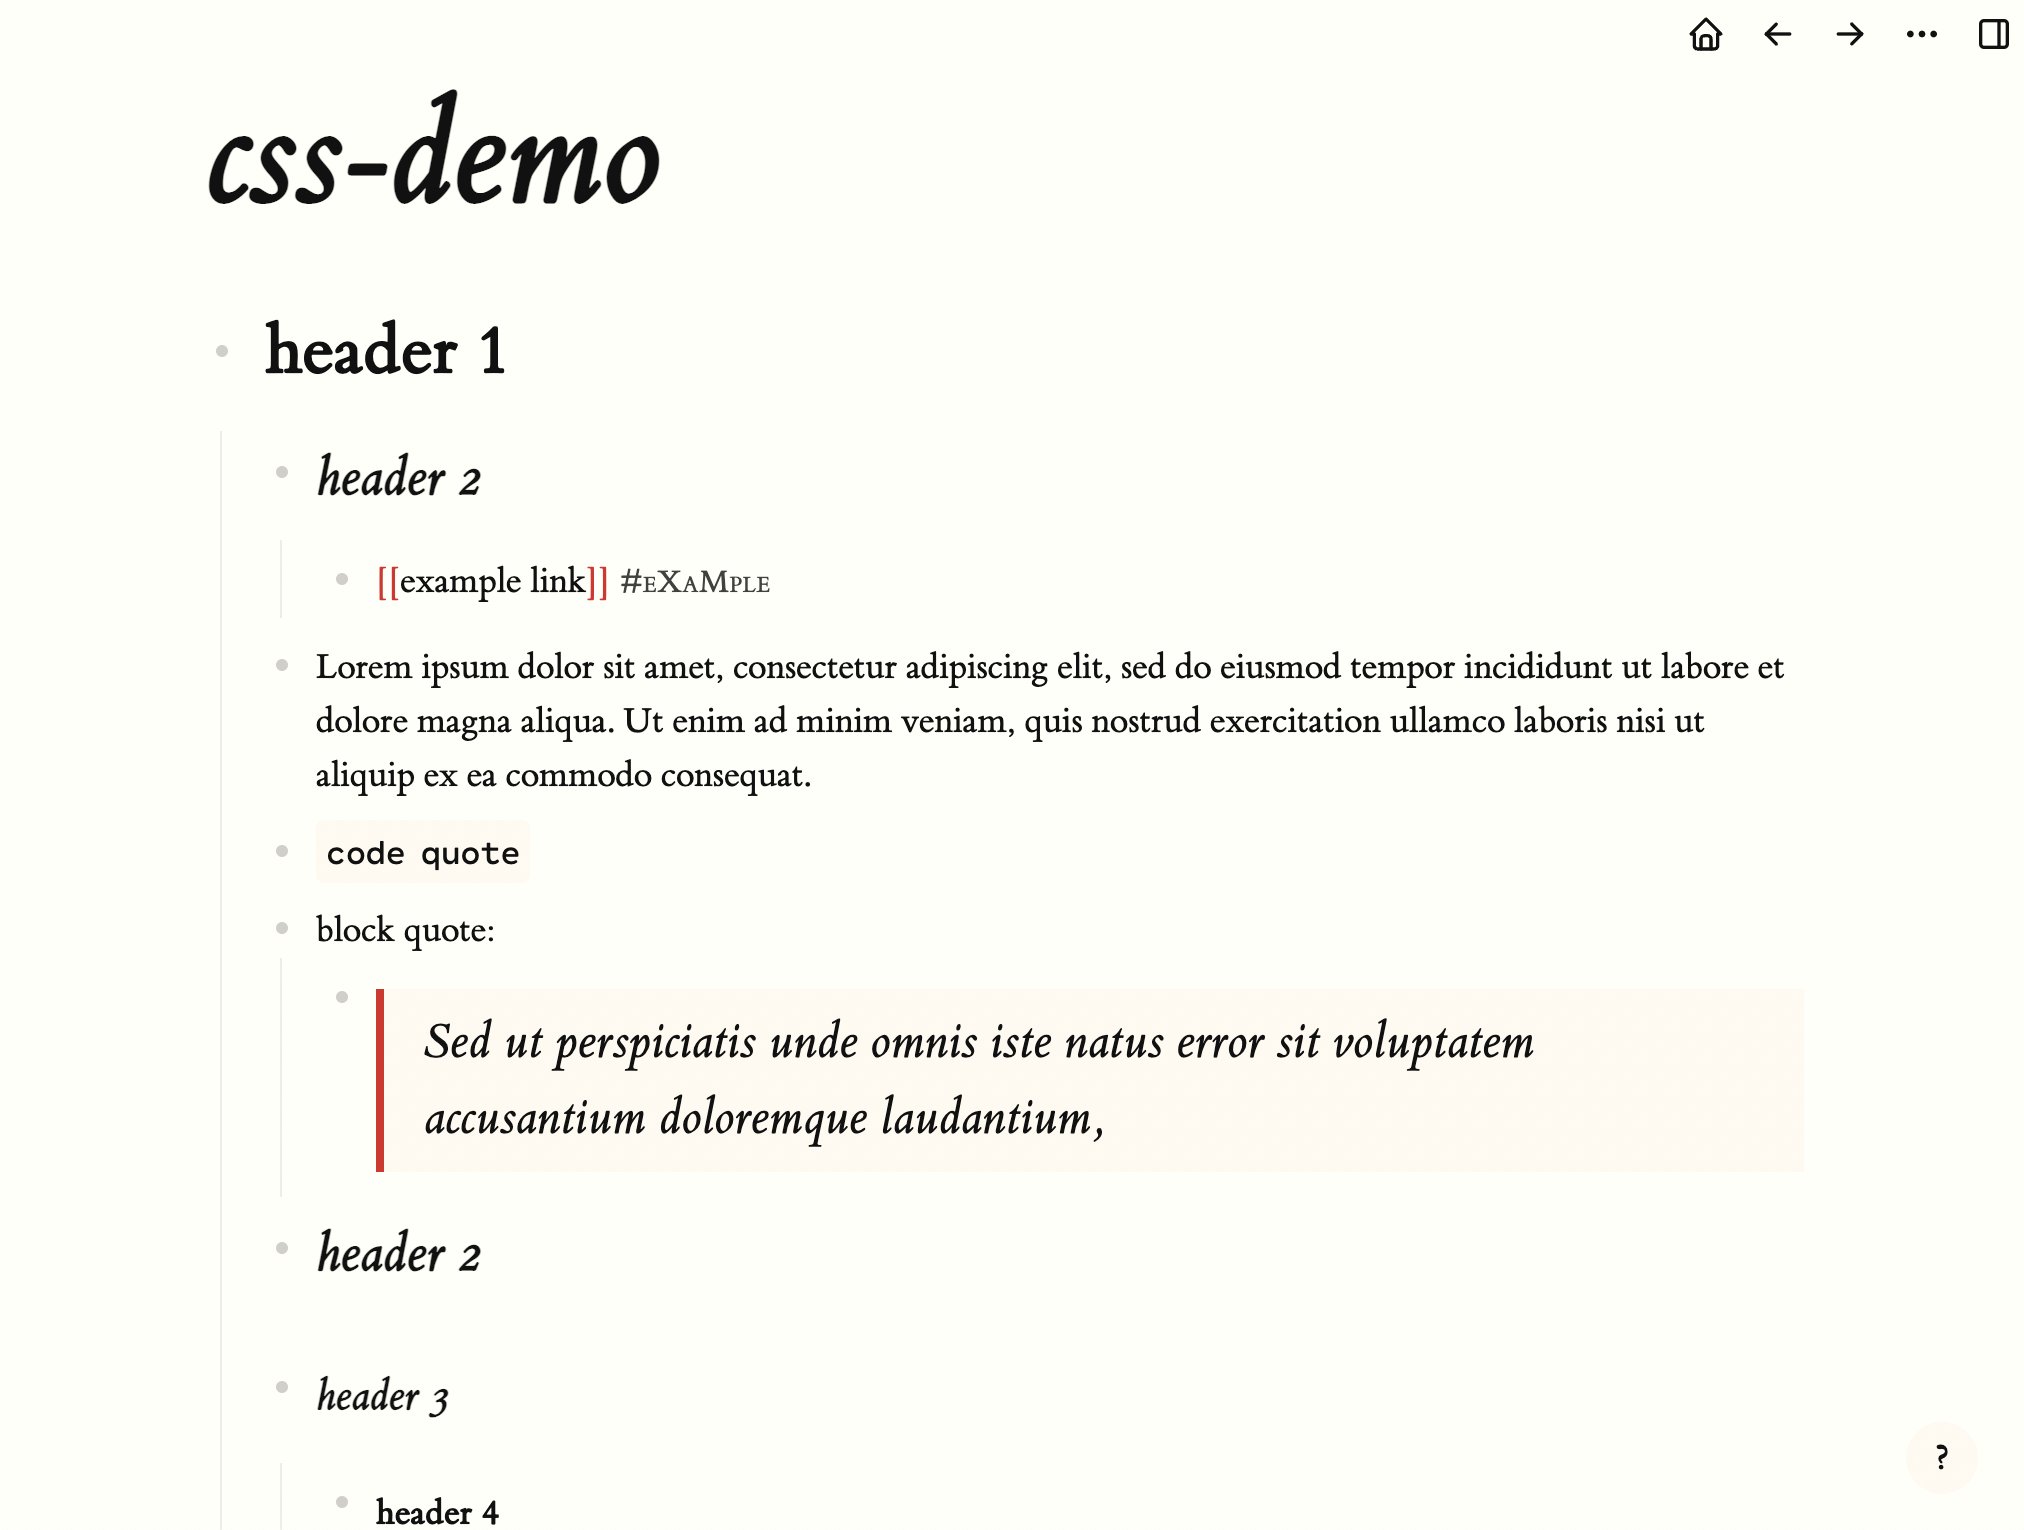 css-demo
header 1
header 2
[[example link]] #eXaMple
Lorem ipsum dolor sit amet, consectetur adipiscing elit, sed do eiusmod tempor incididunt ut labore et
dolore magna aliqua. Ut enim ad minim veniam, quis nostrud exercitation ullamco laboris nisi ut
aliquip ex ea commodo consequat.
code quote
block quote:
Sed ut perspiciatis unde omnis iste natus error sit voluptatem
accusantium doloremque laudantium,
header 2
header 3
?
header 4